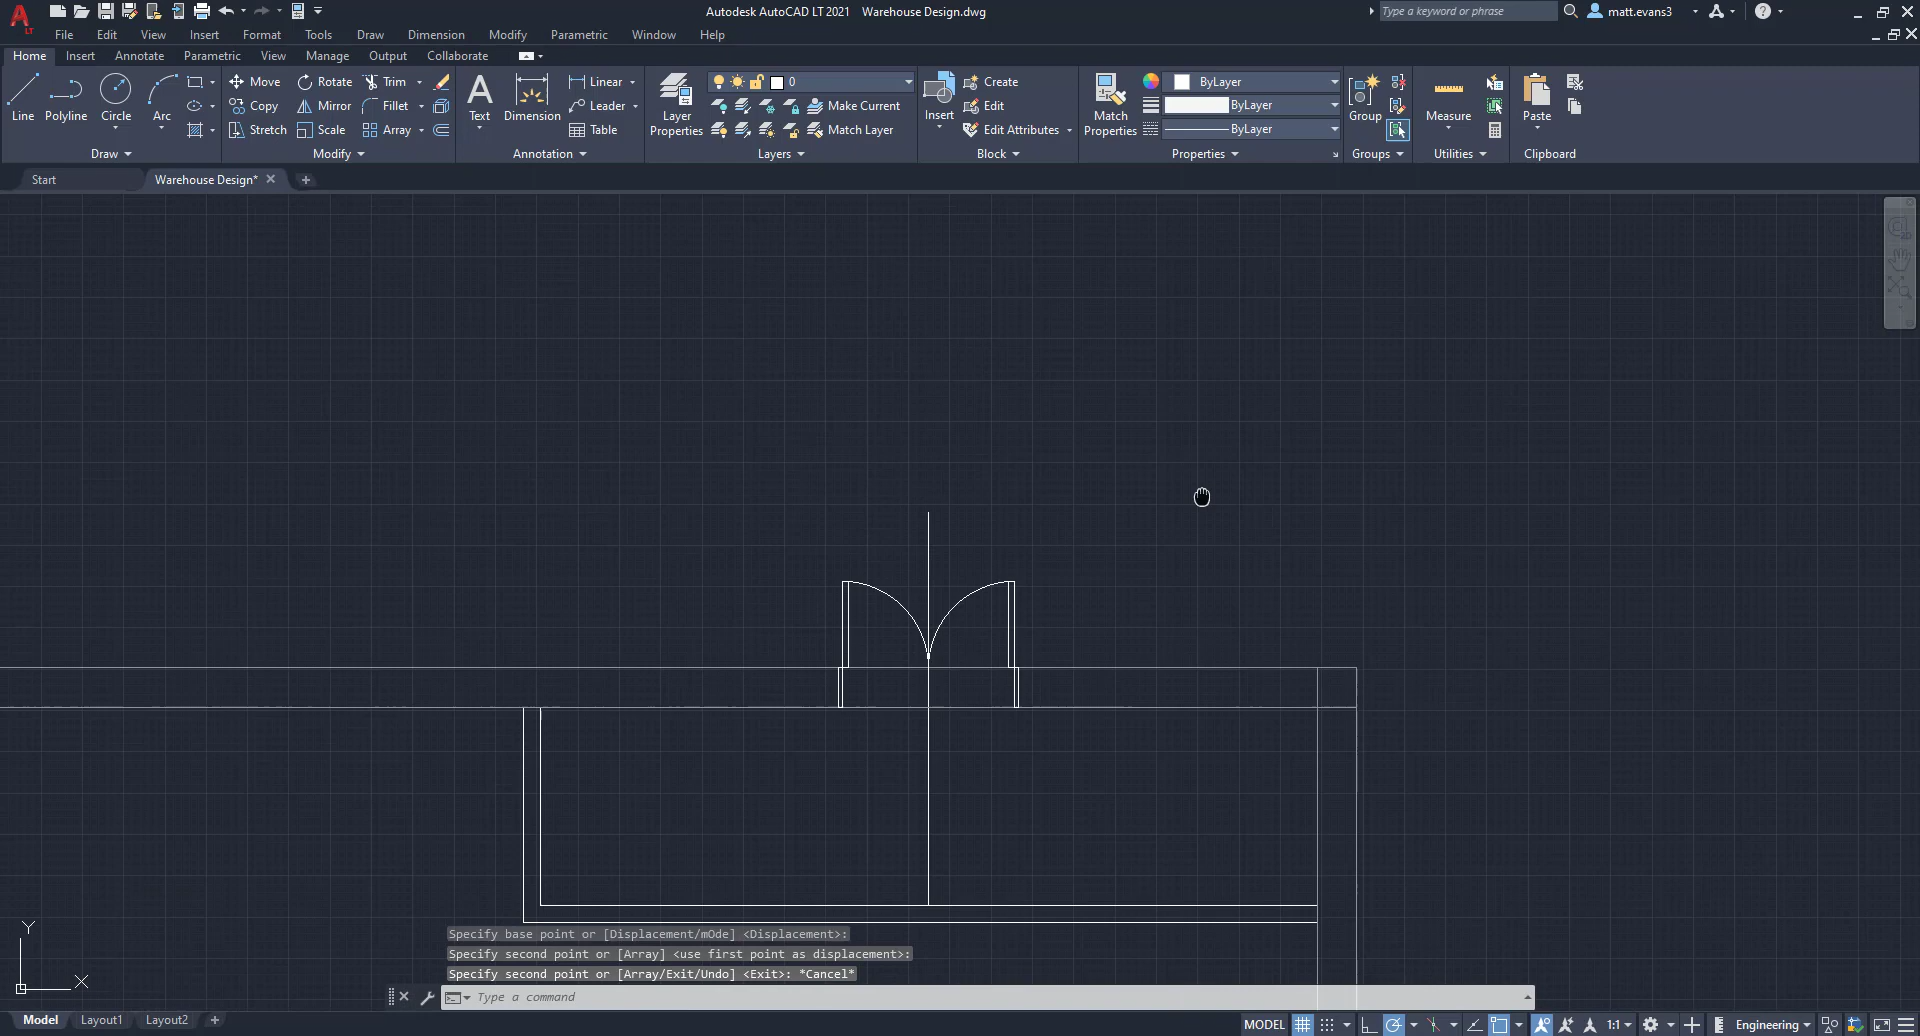 Autodesk AutoCAD LT 2021 Warehouse Design.dwg
Type a keyword or phrase
matt.evans3
LT
File Edit View Insert Format Tools Draw Dimension Modify Parametric Window Help
Home Insert Annotate Parametric View Manage Output Collaborate
Move Rotate Trim Linear 0 Create ByLayer
Copy Mirror Fillet Leader Make Current Edit ByLayer
Stretch Scale Array Table Match Layer Edit Attributes ByLayer
Line Polyline Circle Arc Text Dimension Layer Properties Insert Match Properties Group Measure Paste
Draw Modify Annotation Layers Block Properties Groups Utilities Clipboard
Start Warehouse Design*
Specify base point or [Displacement/mOde] <Displacement>:
Specify second point or [Array] <use first point as displacement>:
Specify second point or [Array/Exit/Undo] <Exit>: *Cancel*
Type a command
Y
X
Model Layout1 Layout2
MODEL 1:1 Engineering